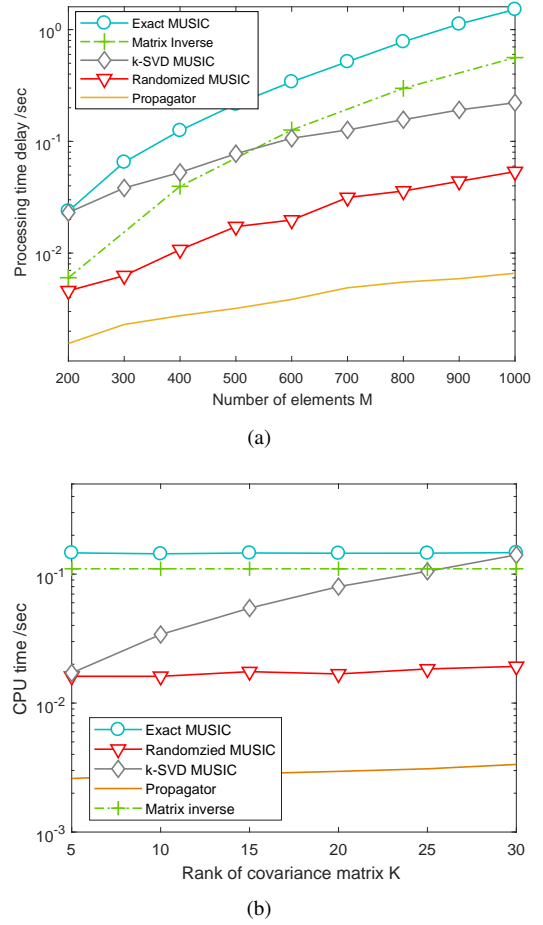 10^0
10^-1
10^-2
Processing time delay /sec
Exact MUSIC
Matrix Inverse
k-SVD MUSIC
Randomized MUSIC
Propagator
200 300 400 500 600 700 800 900 1000
Number of elements M
(a)
10^-1
10^-2
10^-3
CPU time /sec
Exact MUSIC
Randomzied MUSIC
k-SVD MUSIC
Propagator
Matrix inverse
5 10 15 20 25 30
Rank of covariance matrix K
(b)